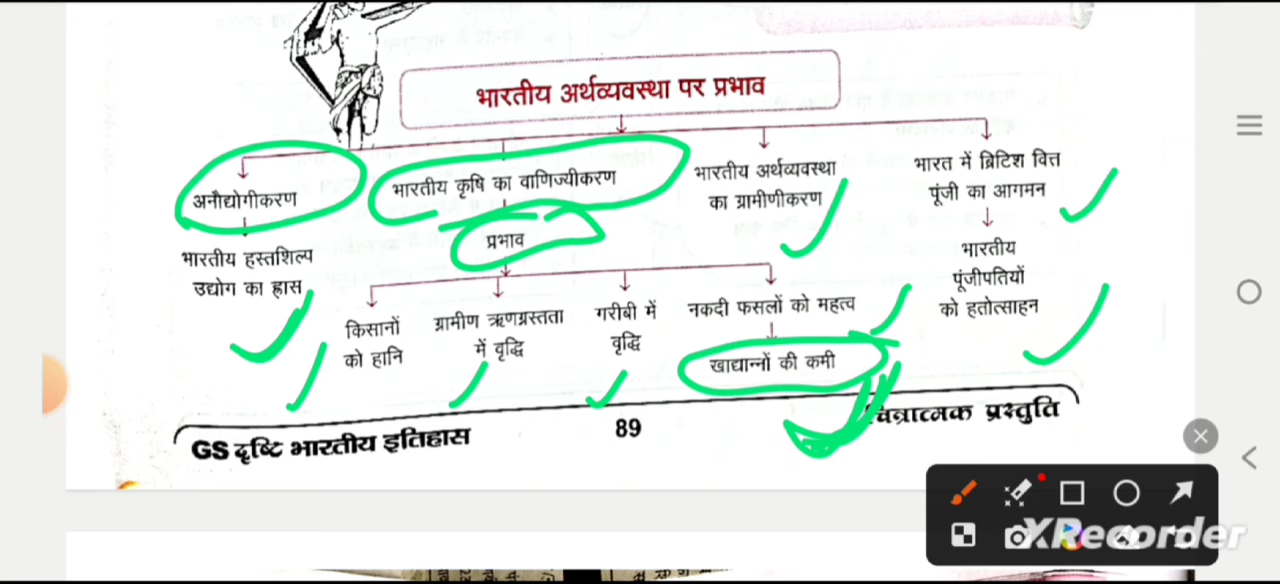 भारतीय अर्थव्यवस्था पर प्रभाव
अनौद्योगीकरण
भारतीय हस्तशिल्प
उद्योग का ह्रास
भारतीय कृषि का वाणिज्यीकरण
प्रभाव
किसानों
को हानि
ग्रामीण ऋणग्रस्तता
में वृद्धि
गरीबी में
वृद्धि
नकदी फसलों को महत्व
खाद्यान्नों की कमी
भारतीय अर्थव्यवस्था
का ग्रामीणीकरण
भारत में ब्रिटिश वित्त
पूंजी का आगमन
भारतीय
पूंजीपतियों
को हतोत्साहन
GS दृष्टि भारतीय इतिहास
89
चित्रात्मक प्रस्तुति
XRecorder